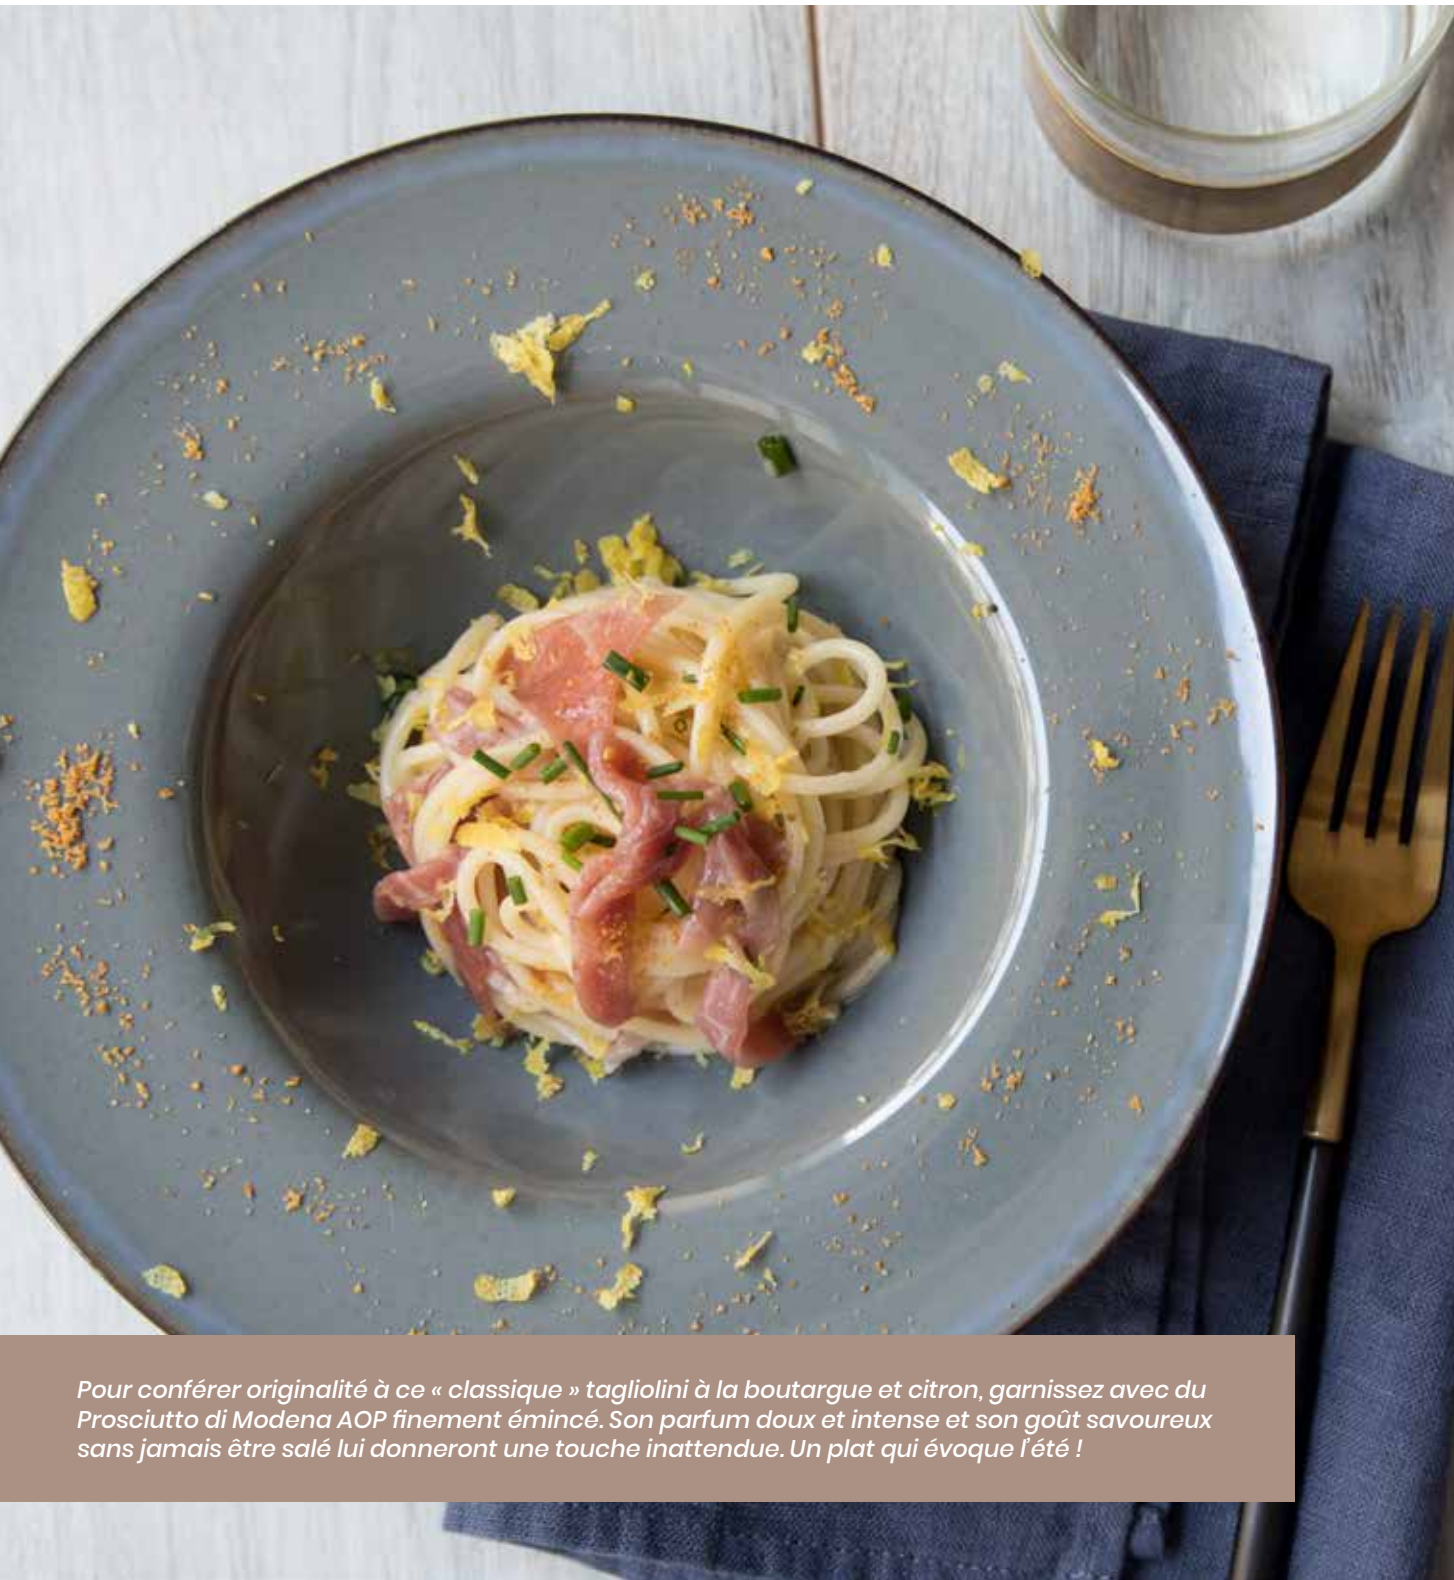 Pour conférer originalité à ce « classique » tagliolini à la boutargue et citron, garnissez avec du
Prosciutto di Modena AOP finement émincé. Son parfum doux et intense et son goût savoureux
sans jamais être salé lui donneront une touche inattendue. Un plat qui évoque l'été !